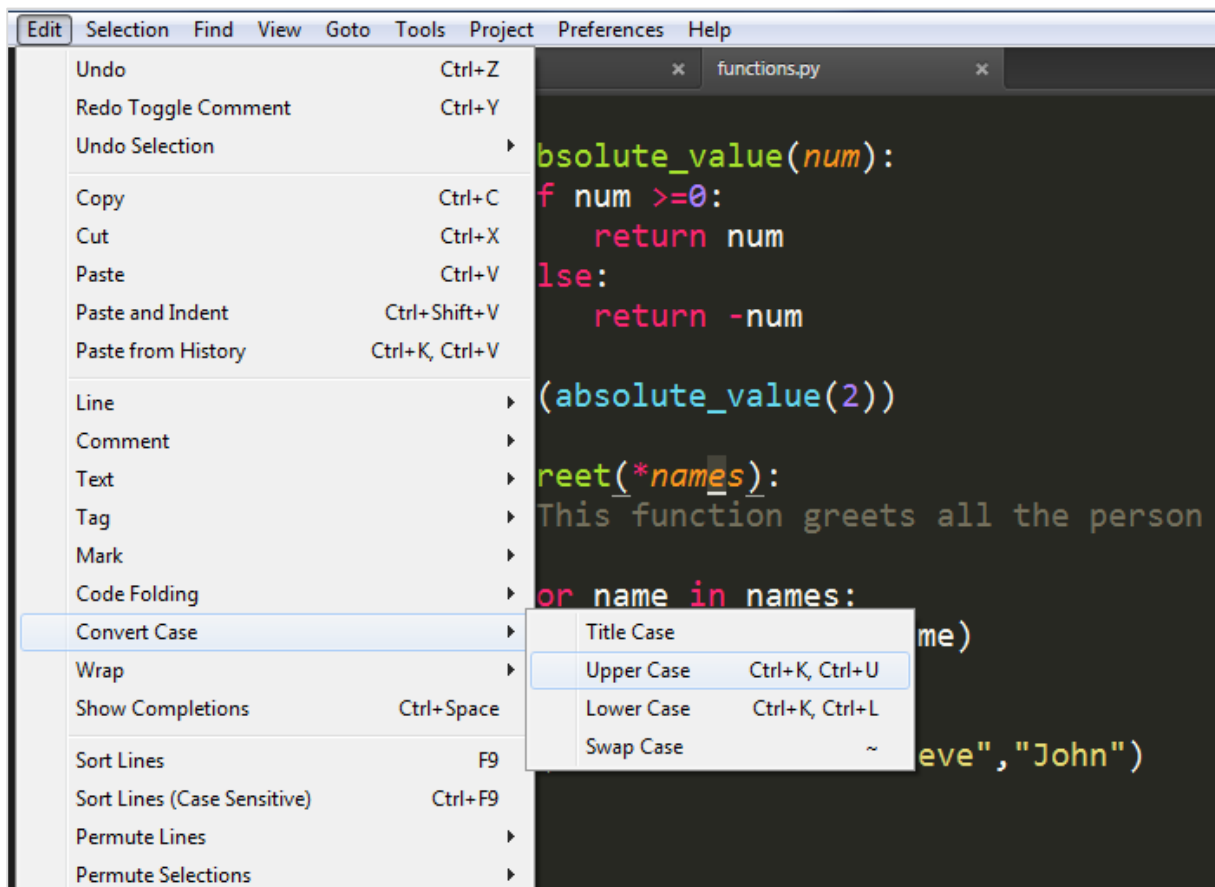 Edit Selection Find View Goto Tools Project Preferences Help
Undo Ctrl+Z
Redo Toggle Comment Ctrl+Y
Undo Selection
Copy Ctrl+C
Cut Ctrl+X
Paste Ctrl+V
Paste and Indent Ctrl+Shift+V
Paste from History Ctrl+K, Ctrl+V
Line
Comment
Text
Tag
Mark
Code Folding
Convert Case
Wrap
Show Completions Ctrl+Space
Sort Lines F9
Sort Lines (Case Sensitive) Ctrl+F9
Permute Lines
Permute Selections
Title Case
Upper Case Ctrl+K, Ctrl+U
Lower Case Ctrl+K, Ctrl+L
Swap Case ~
× functions.py ×
bsolute_value(num):
f num >=0:
return num
lse:
return -num
(absolute_value(2))
reet(*names):
This function greets all the person
or name in names:
me)
eve","John")